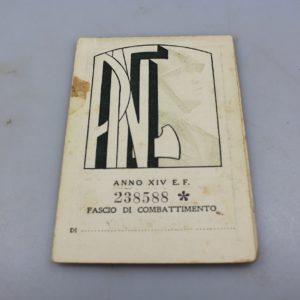 PNF
ANNO XIV E. F.
238588 *
FASCIO DI COMBATTIMENTO
DI